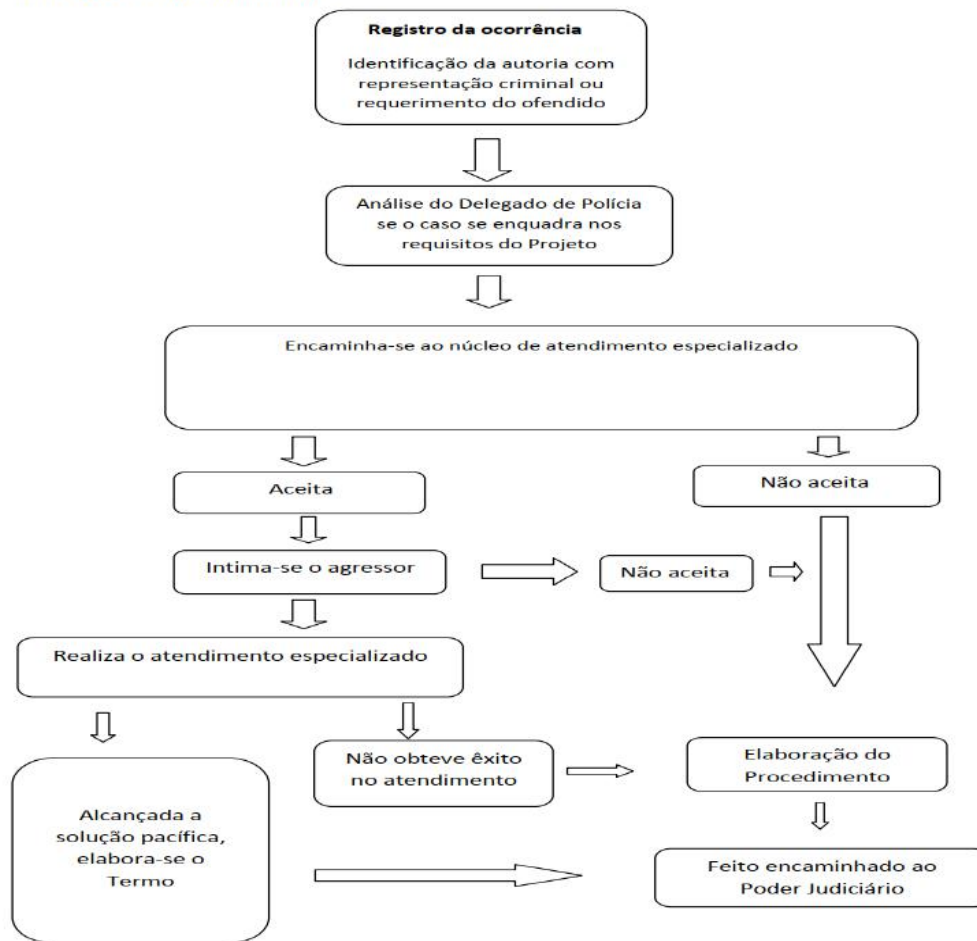 Registro da ocorrência
Identificação da autoria com
representação criminal ou
requerimento do ofendido
Análise do Delegado de Polícia
se o caso se enquadra nos
requisitos do Projeto
Encaminha-se ao núcleo de atendimento especializado
Aceita
Não aceita
Intima-se o agressor
Não aceita
Realiza o atendimento especializado
Não obteve êxito
no atendimento
Elaboração do
Procedimento
Alcançada a
solução pacífica,
elabora-se o
Termo
Feito encaminhado ao
Poder Judiciário